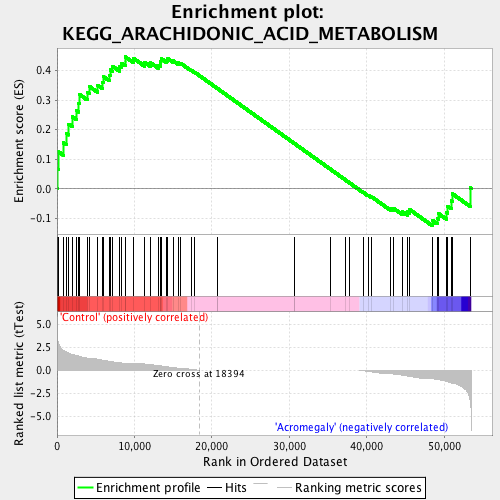 Enrichment plot:
KEGG_ARACHIDONIC_ACID_METABOLISM
Enrichment score (ES)
0.4
0.3
0.2
0.1
0.0
-0.1
Ranked list metric (tTest)
'Control' (positively correlated)
5.0
2.5
0.0
-2.5
-5.0
Zero cross at 18394
'Acromegaly' (negatively correlated)
0 10,000 20,000 30,000 40,000 50,000
Rank in Ordered Dataset
Enrichment profile Hits Ranking metric scores